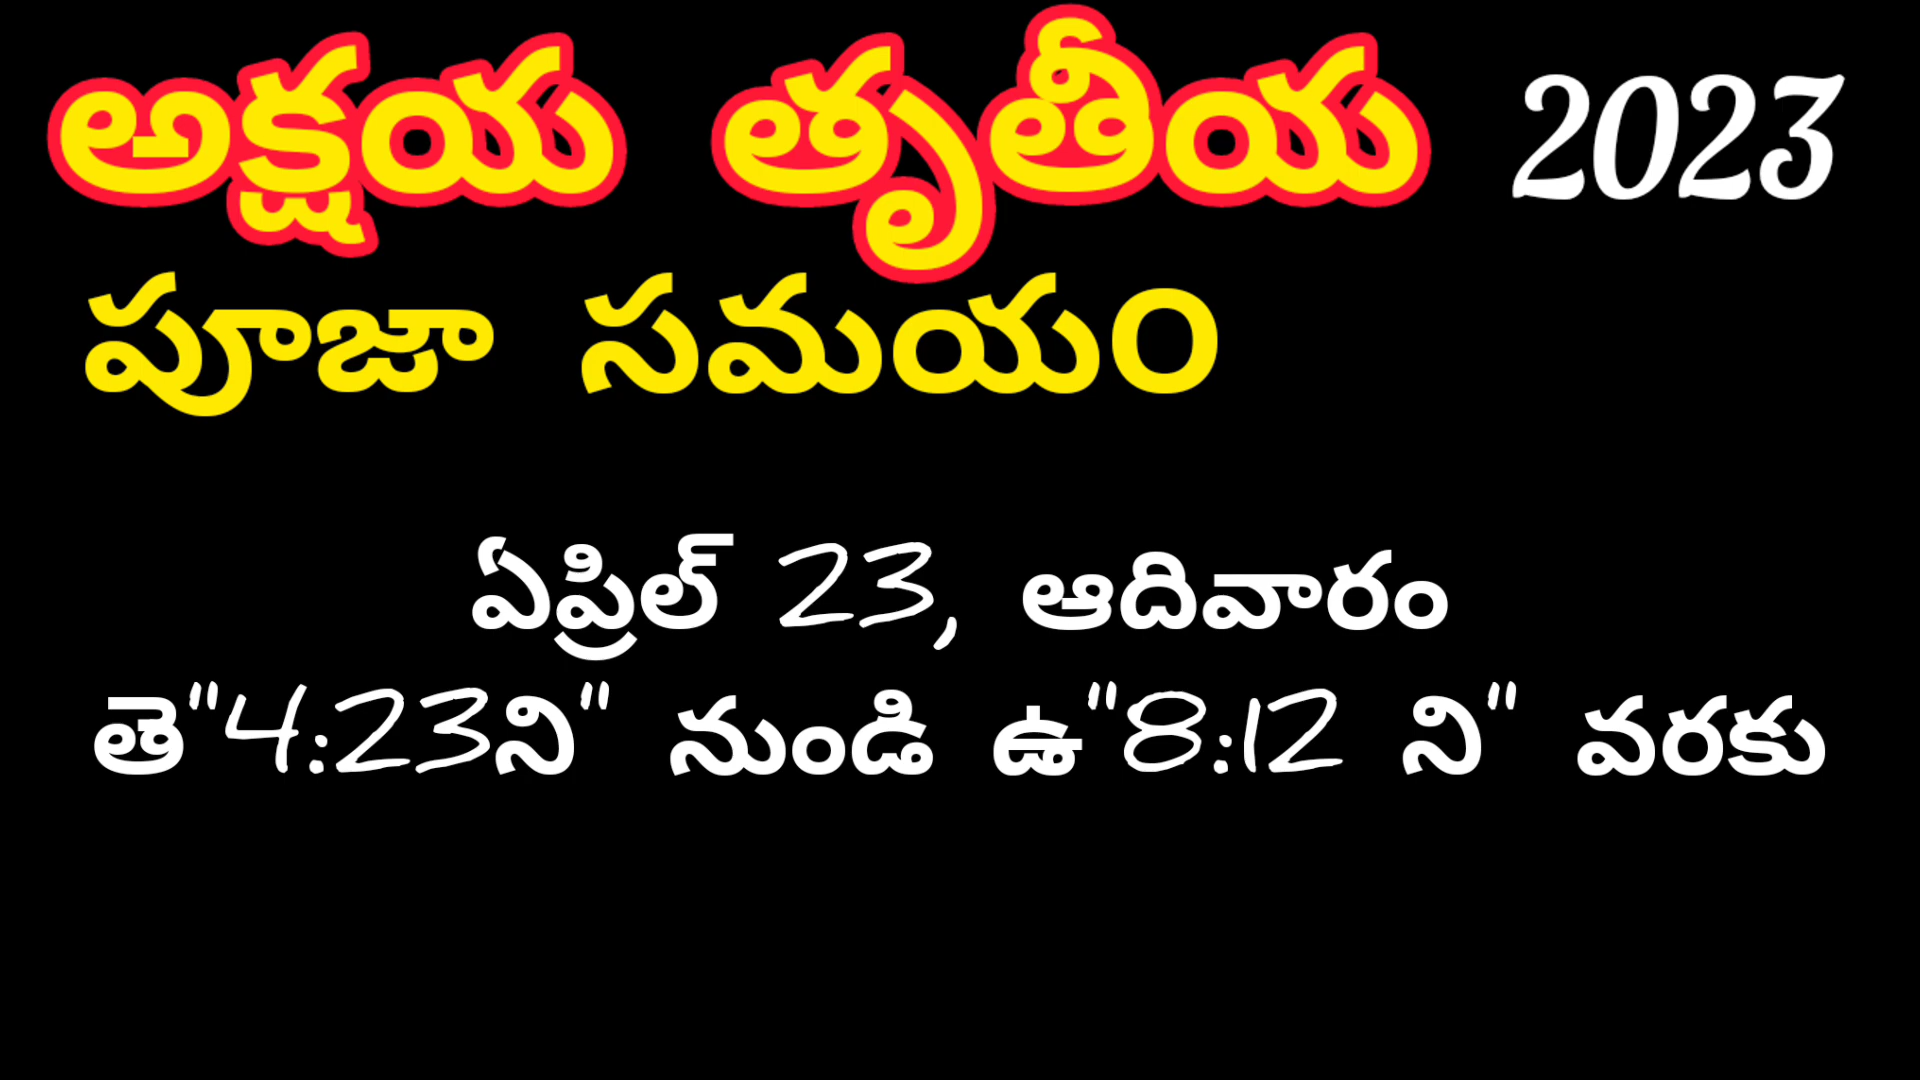 అక్షయ తృతీయ 2023
పూజా సమయం
ఏప్రిల్ 23, ఆదివారం
తె"4:23ని" నుండి ఉ"8:12 ని" వరకు